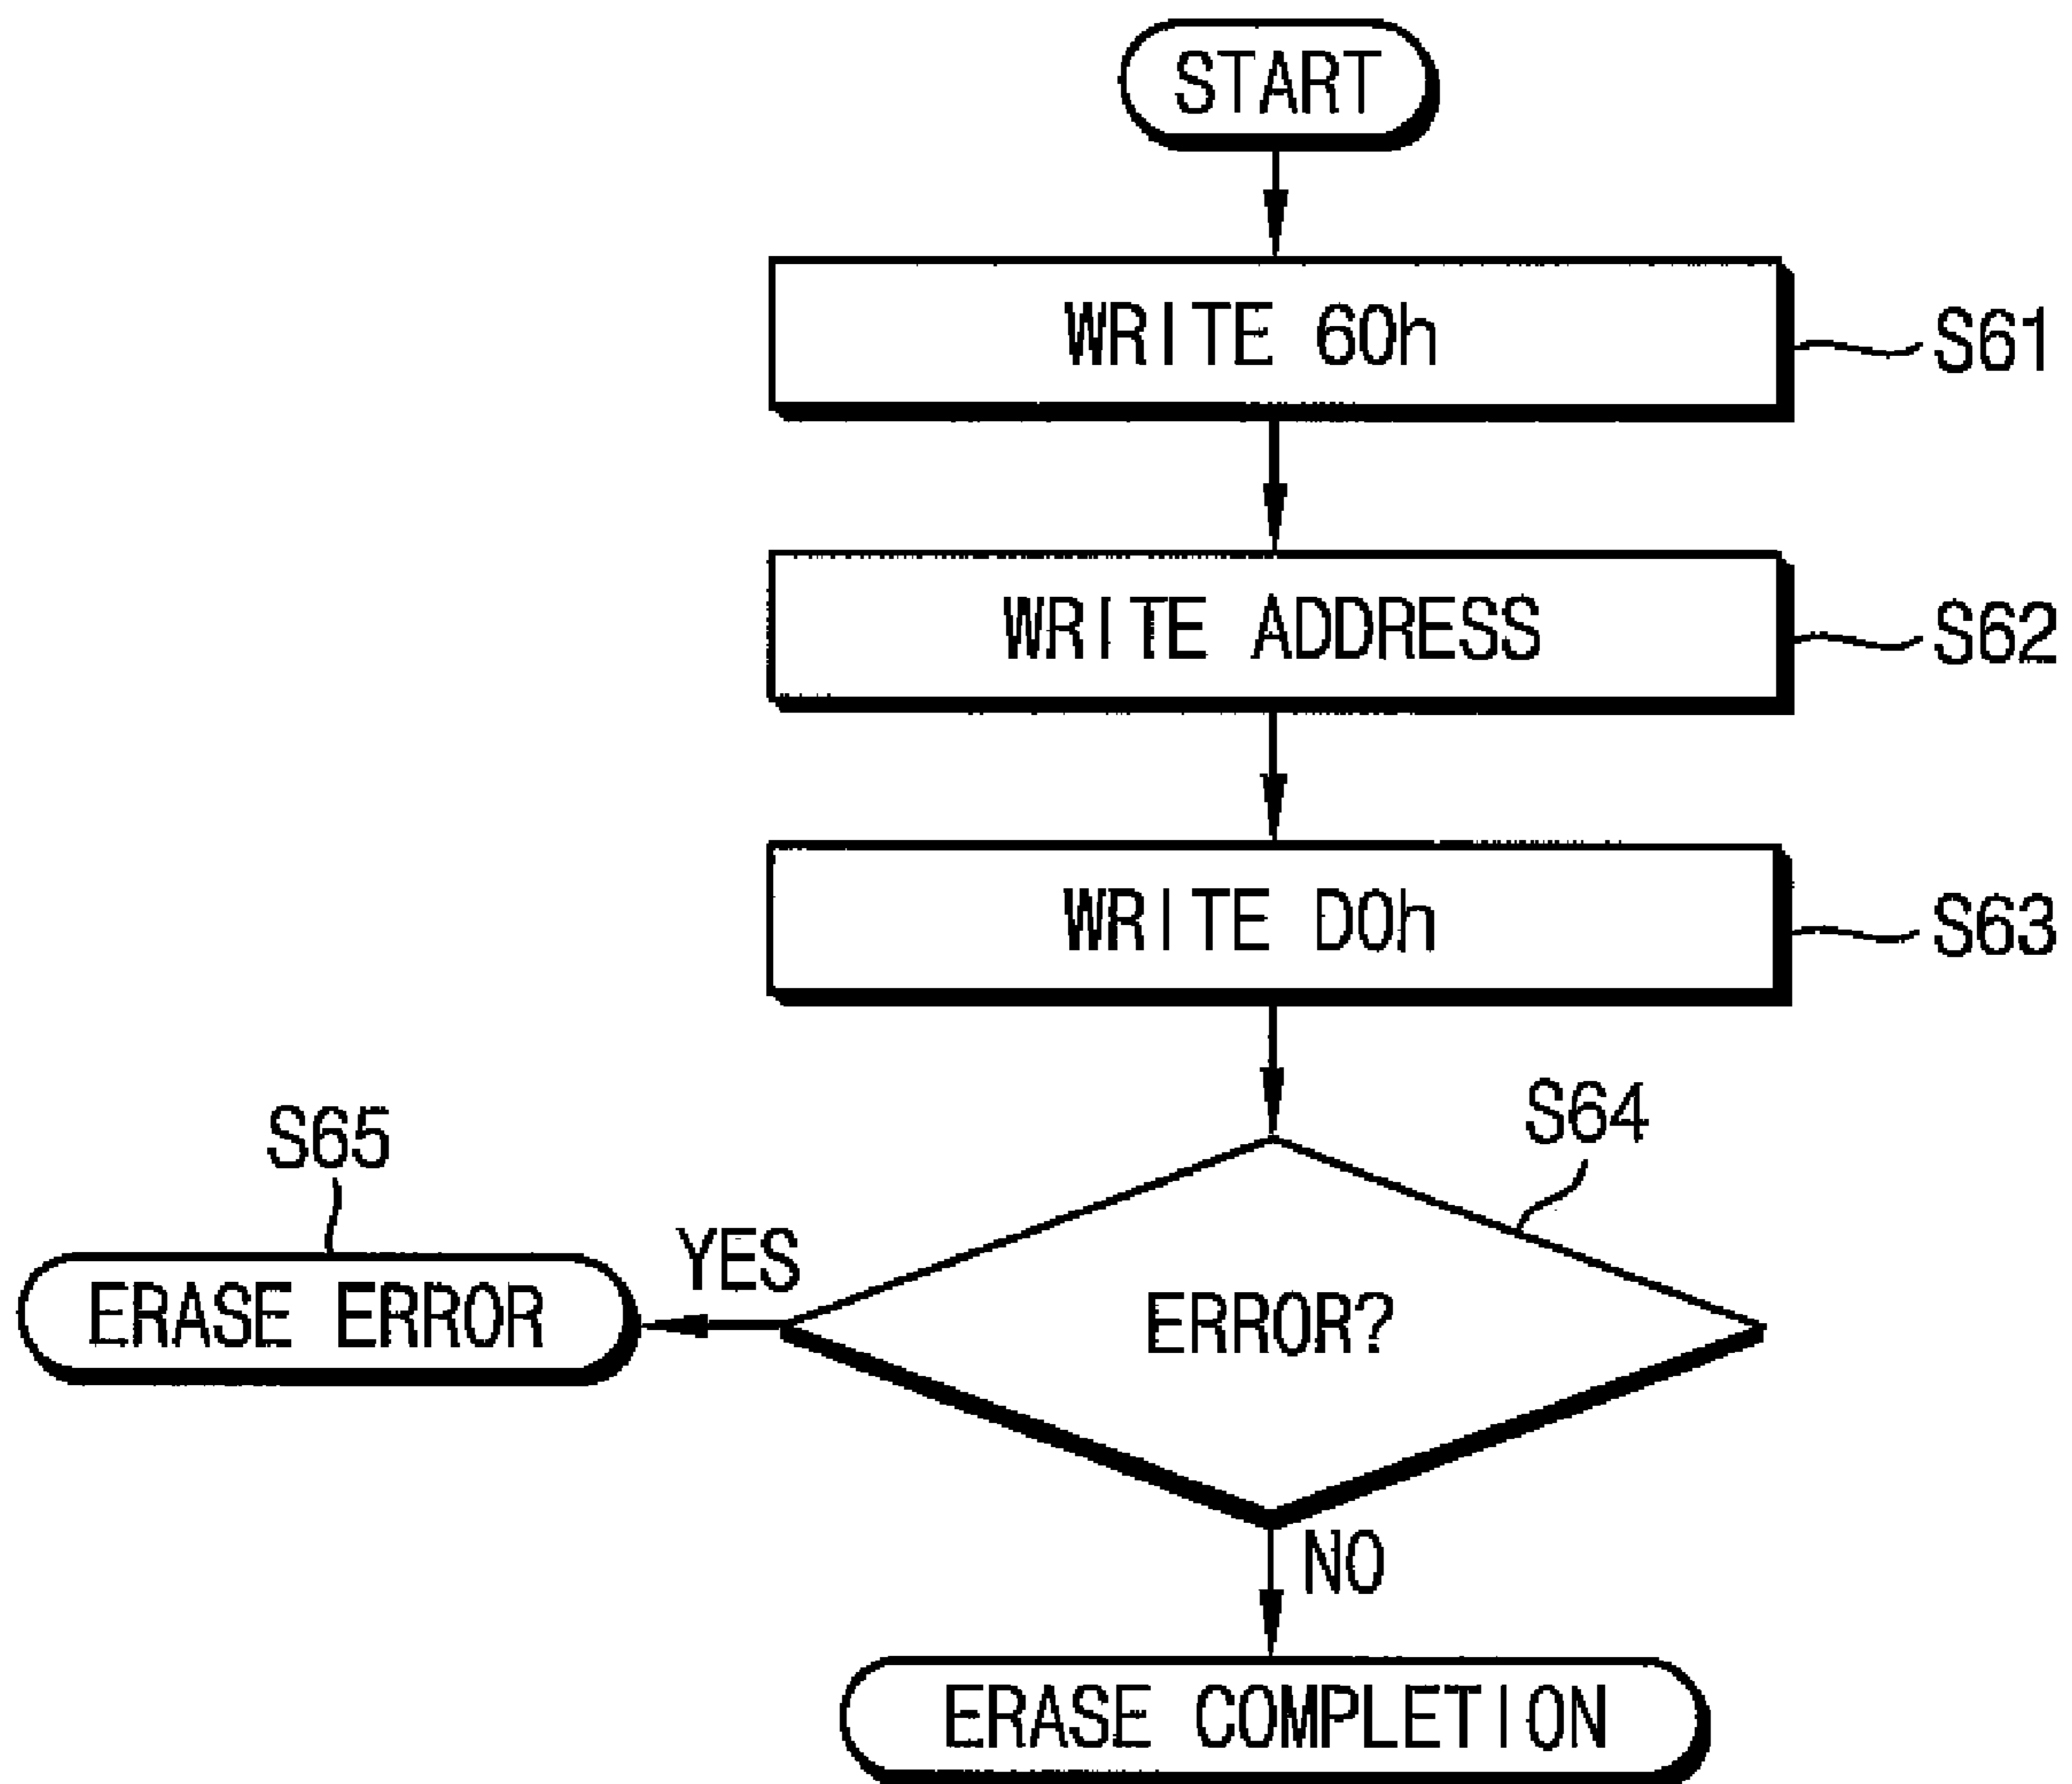 START
WRITE 60h
S61
WRITE ADDRESS
S62
WRITE D0h
S63
S64
S65
YES
ERASE ERROR
ERROR?
NO
ERASE COMPLETION